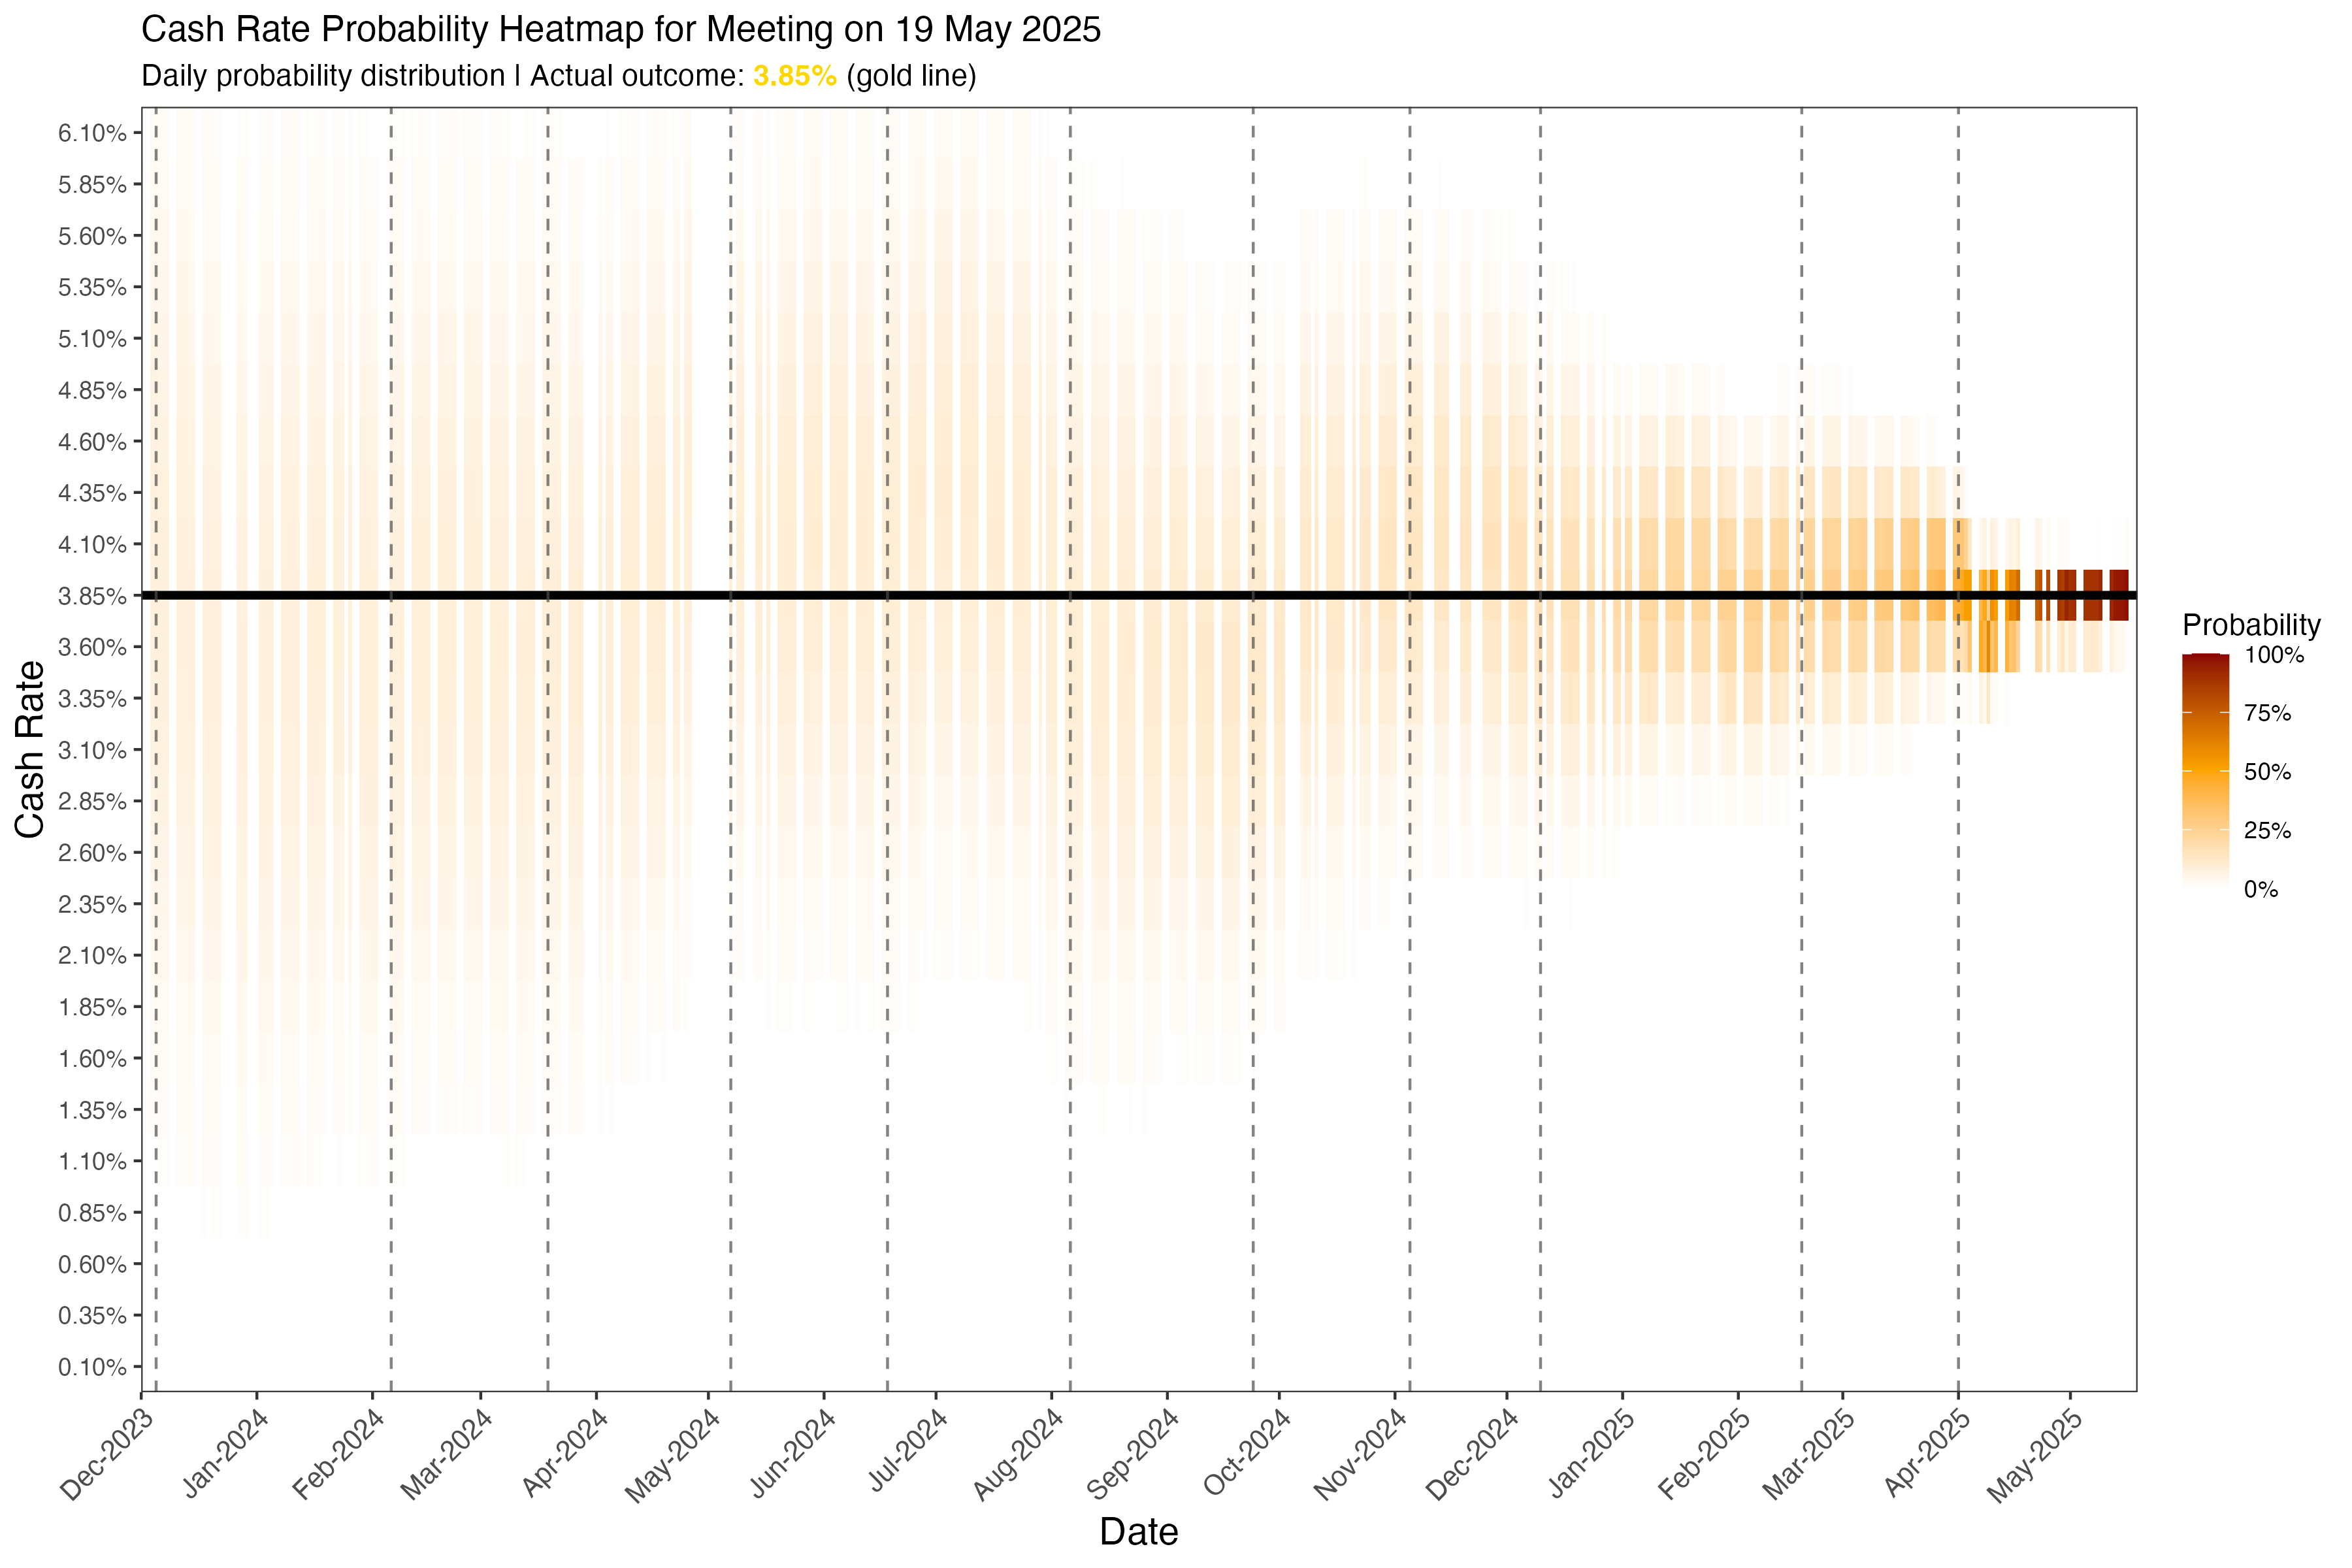 Cash Rate Probability Heatmap for Meeting on 19 May 2025
Daily probability distribution | Actual outcome: 3.85% (gold line)
6.10%
5.85%
5.60%
5.35%
5.10%
4.85%
4.60%
4.35%
4.10%
3.85%
3.60%
3.35%
3.10%
2.85%
2.60%
2.35%
2.10%
1.85%
1.60%
1.35%
1.10%
0.85%
0.60%
0.35%
0.10%
Cash Rate
Dec-2023
Jan-2024
Feb-2024
Mar-2024
Apr-2024
May-2024
Jun-2024
Jul-2024
Aug-2024
Sep-2024
Oct-2024
Nov-2024
Dec-2024
Jan-2025
Feb-2025
Mar-2025
Apr-2025
May-2025
Date
Probability
100%
75%
50%
25%
0%